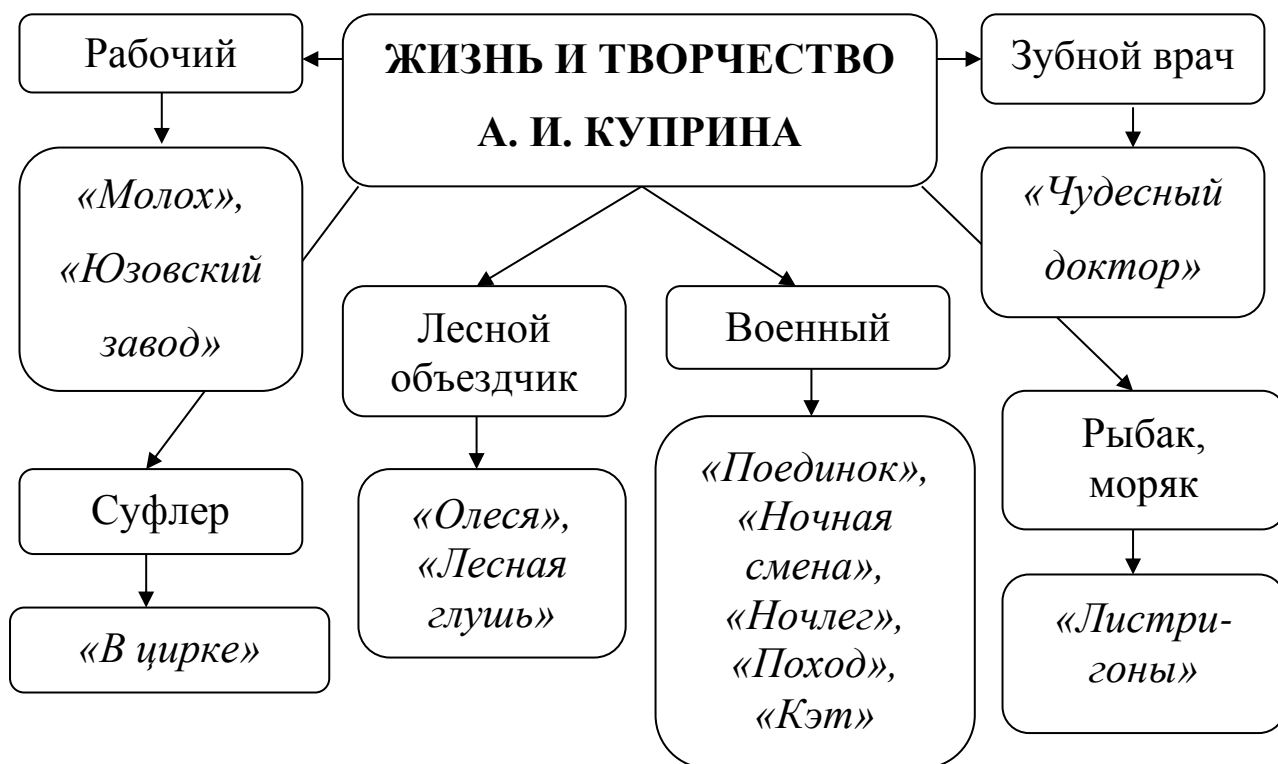 Рабочий
ЖИЗНЬ И ТВОРЧЕСТВО
А. И. КУПРИНА
Зубной врач
«Молох»,
«Юзовский
завод»
«Чудесный
доктор»
Лесной
объездчик
Военный
Суфлер
«Олеся»,
«Лесная
глушь»
«Поединок»,
«Ночная
смена»,
«Ночлег»,
«Поход»,
«Кэт»
Рыбак,
моряк
«В цирке»
«Листри-
гоны»